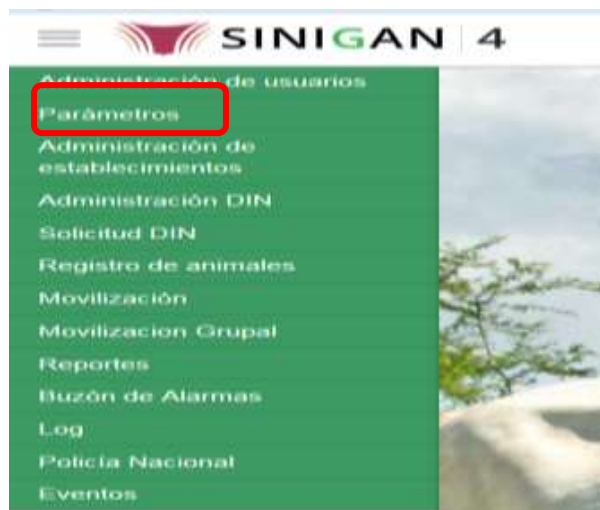 SINIGAN 4
Administración de usuarios
Parámetros
Administración de
establecimientos
Administración DIN
Solicitud DIN
Registro de animales
Movilización
Movilizacion Grupal
Reportes
Buzón de Alarmas
Log
Policía Nacional
Eventos